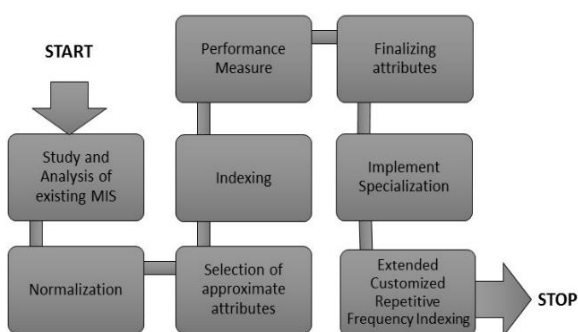 START
Study and
Analysis of
existing MIS
Normalization
Selection of
approximate
attributes
Indexing
Performance
Measure
Finalizing
attributes
Implement
Specialization
Extended
Customized
Repetitive
Frequency Indexing
STOP